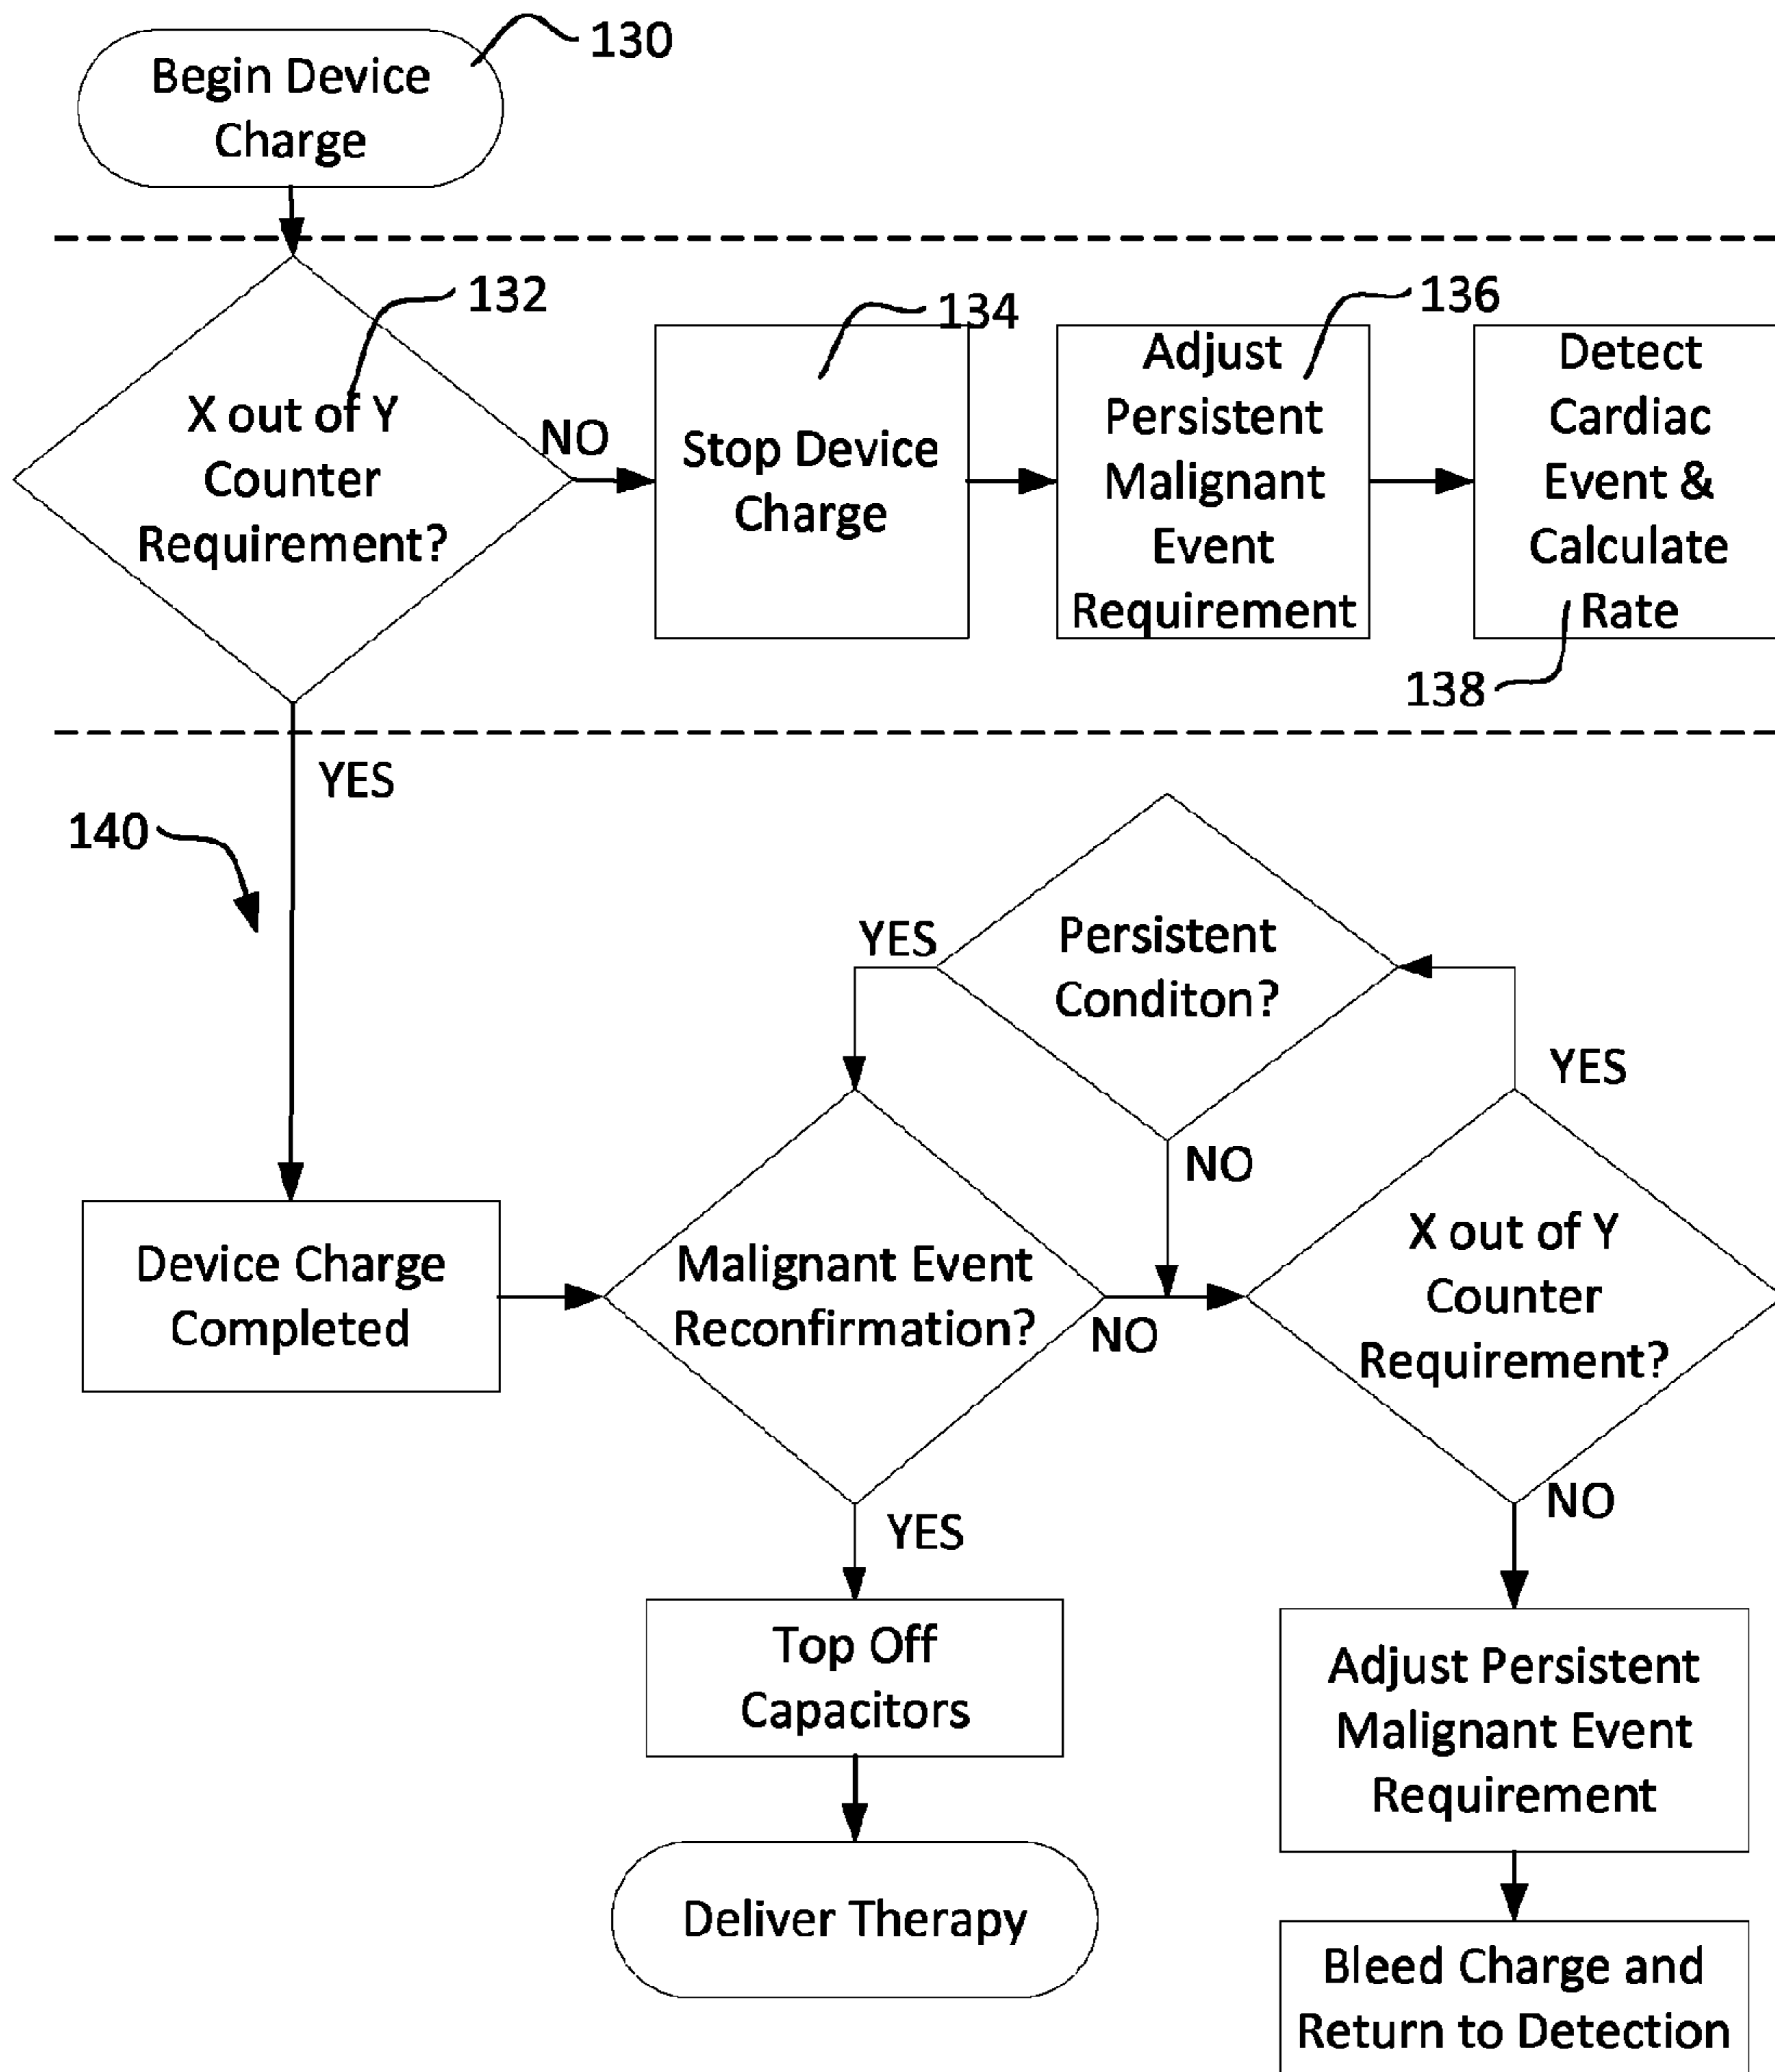 130
Begin Device
Charge
132
X out of Y
Counter
Requirement?
NO
134
Stop Device
Charge
136
Adjust
Persistent
Malignant
Event
Requirement
Detect
Cardiac
Event &
Calculate
Rate
138
YES
140
Persistent
Conditon?
YES
NO
YES
Device Charge
Completed
Malignant Event
Reconfirmation?
NO
X out of Y
Counter
Requirement?
YES
NO
Top Off
Capacitors
Adjust Persistent
Malignant Event
Requirement
Deliver Therapy
Bleed Charge and
Return to Detection